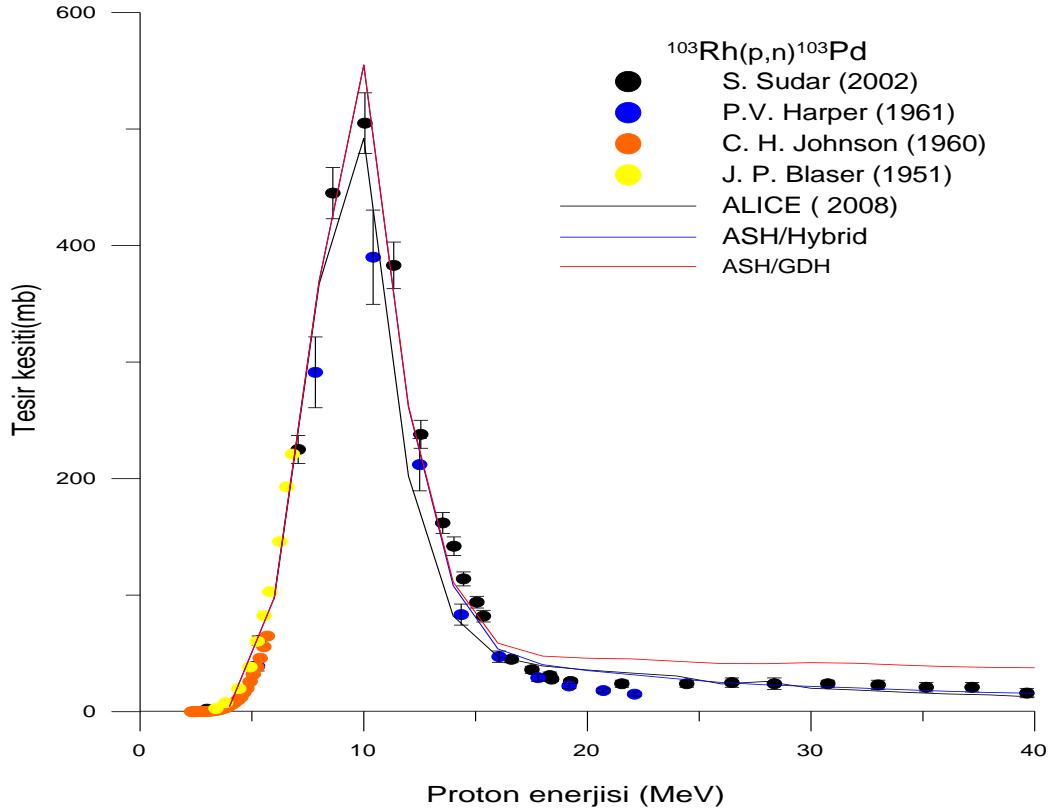 600
400
200
0
0
10
20
30
40
Tesir kesiti(mb)
Proton enerjisi (MeV)
¹⁰³Rh(p,n)¹⁰³Pd
S. Sudar (2002)
P.V. Harper (1961)
C. H. Johnson (1960)
J. P. Blaser (1951)
ALICE ( 2008)
ASH/Hybrid
ASH/GDH